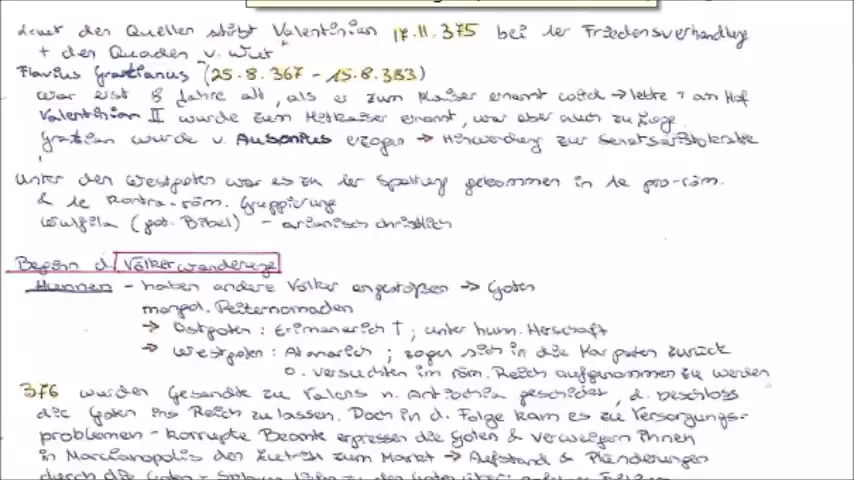 laut den Quellen stirbt Valentinian 17.11.375 bei der Friedensverhandlung
+ den Quaden v. Wut
Flavius Gratianus (25.8.367 - 15.8.383)
war erst 8 Jahre alt, als er zum Kaiser ernannt wird → lebte am Hof
Valentinian II wurde zum Mitkaiser ernannt, war aber auch zu jung.
Gratian wurde v. Ausonius erzogen → Hinwendung zur Senatsaristokratie
Unter den Westgoten war es zu der Spaltung gekommen in die pro-röm.
& die kontra-röm. Gruppierung
Wulfila (got. Bibel) - arianisch christlich
Beginn d. Völkerwanderung
Hunnen - haben andere Völker angestoßen → Goten
mongol. Reiternomaden
→ Ostgoten: Ermanarich †, unter hunn. Herschaft
→ Westgoten: Atanarich; zogen sich in die Karpaten zurück
o. versuchten im röm. Reich aufgenommen zu werden
376 wurden Gesandte zu Valens n. Antiochia geschickt, d. beschloss
die Goten ins Reich zu lassen. Doch in d. Folge kam es zu Versorgungs-
problemen - korrupte Beamte erpressen die Goten & verweigern ihnen
in Marcianopolis den Zutritt zum Markt → Aufstand & Plünderungen
durch die Goten -